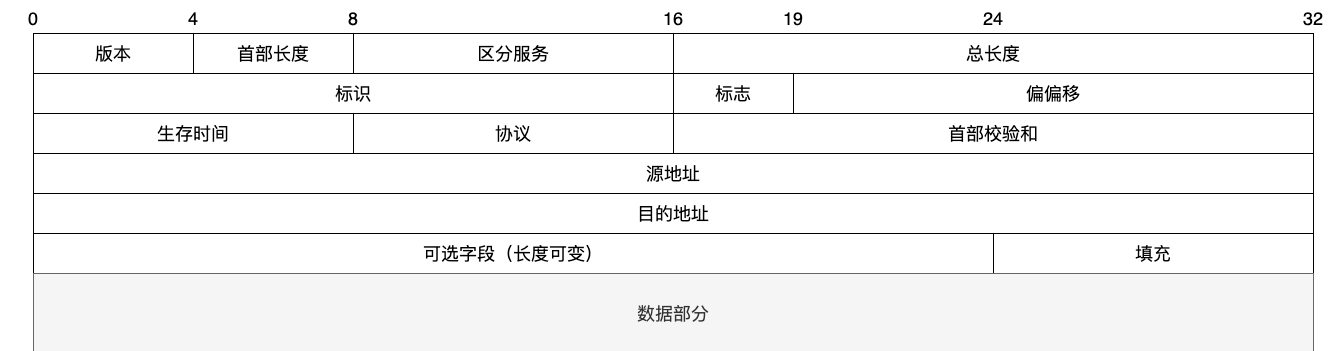 0 4 8 16 19 24 32
版本 首部长度 区分服务 总长度
标识 标志 偏偏移
生存时间 协议 首部校验和
源地址
目的地址
可选字段（长度可变） 填充
数据部分